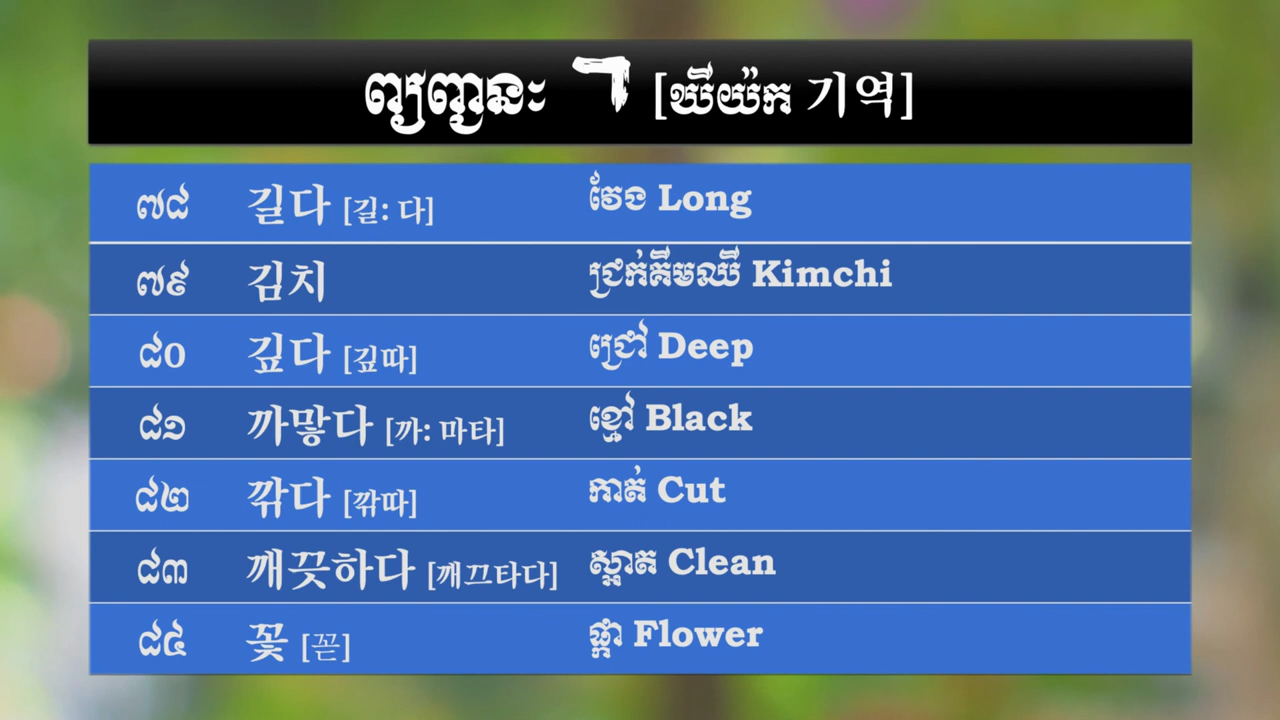 ព្យញ្ជនៈ ㄱ [ឃីយ៉ក 기역]
៧៨ 길다 [길: 다] វែង Long
៧៩ 김치 ជ្រក់គីមឈី Kimchi
៨០ 깊다 [깊따] ជ្រៅ Deep
៨១ 까맣다 [까: 마타] ខ្មៅ Black
៨២ 깎다 [깎따] កាត់ Cut
៨៣ 깨끗하다 [깨끄타다] ស្អាត Clean
៨៥ 꽃 [꼳] ផ្កា Flower